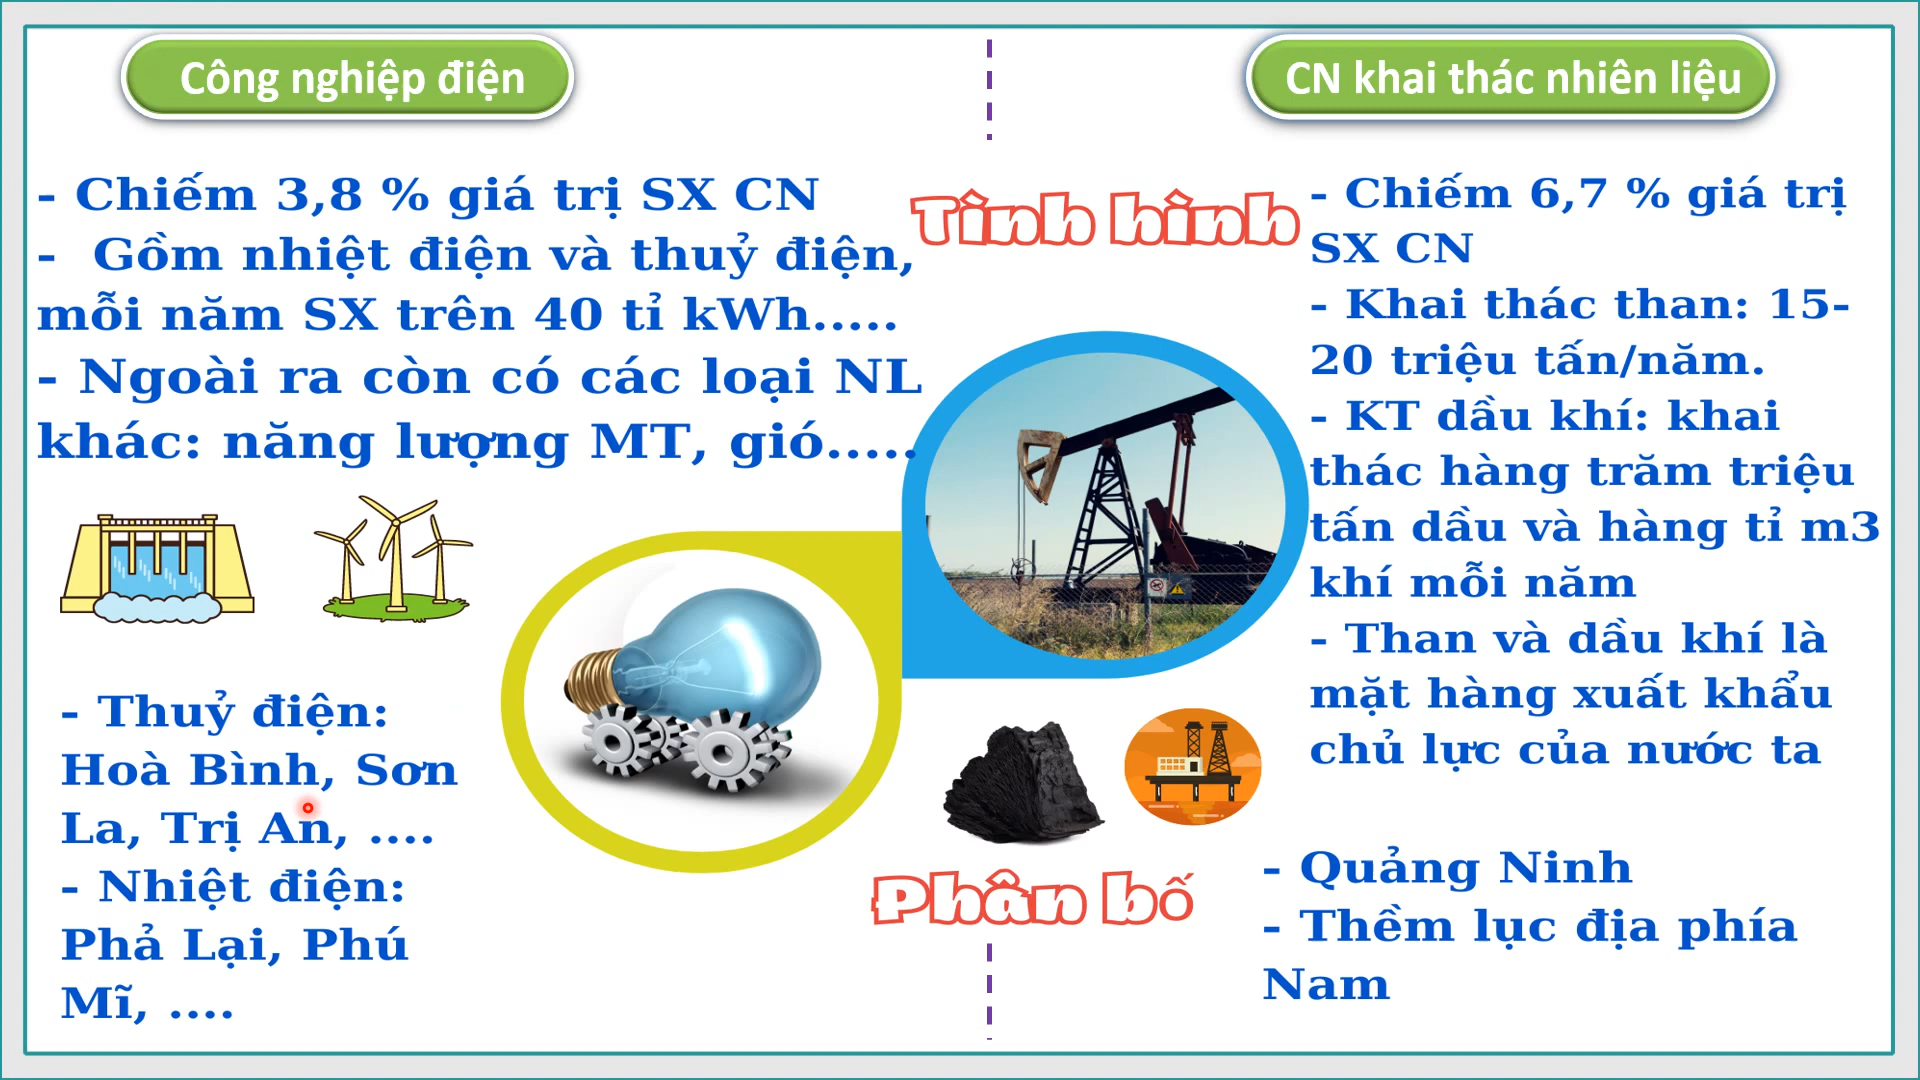 Công nghiệp điện
- Chiếm 3,8 % giá trị SX CN
- Gồm nhiệt điện và thuỷ điện,
mỗi năm SX trên 40 tỉ kWh.....
- Ngoài ra còn có các loại NL
khác: năng lượng MT, gió.....
- Thuỷ điện:
Hoà Bình, Sơn
La, Trị An, ....
- Nhiệt điện:
Phả Lại, Phú
Mĩ, ....
Tình hình
Phân bố
CN khai thác nhiên liệu
- Chiếm 6,7 % giá trị
SX CN
- Khai thác than: 15-
20 triệu tấn/năm.
- KT dầu khí: khai
thác hàng trăm triệu
tấn dầu và hàng tỉ m3
khí mỗi năm
- Than và dầu khí là
mặt hàng xuất khẩu
chủ lực của nước ta
- Quảng Ninh
- Thềm lục địa phía
Nam